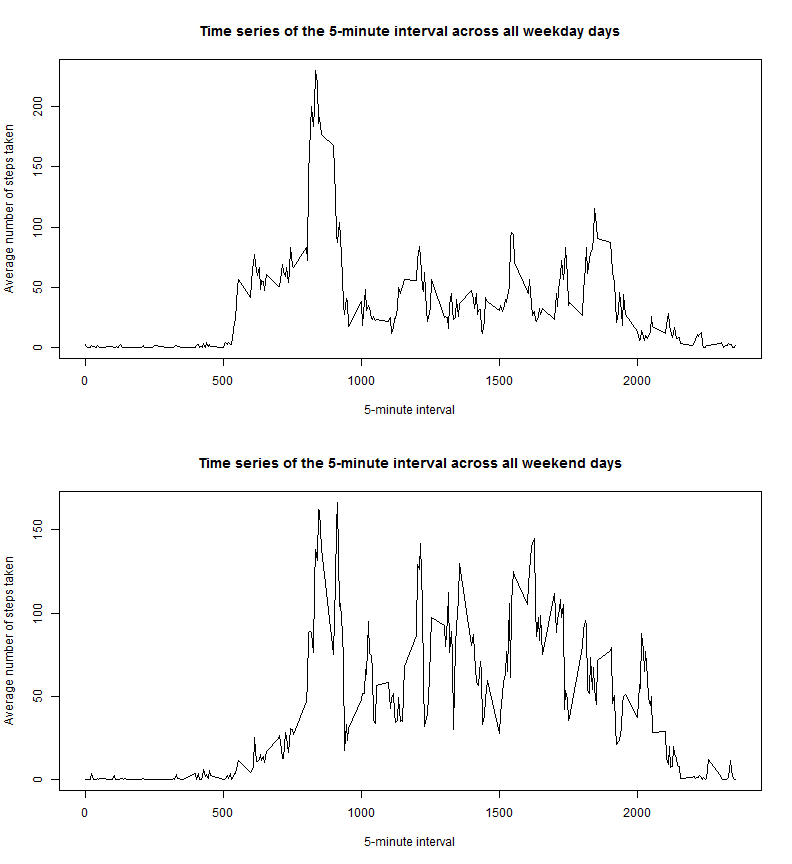 Time series of the 5-minute interval across all weekday days
Average number of steps taken
200
150
100
50
0
0 500 1000 1500 2000
5-minute interval
Time series of the 5-minute interval across all weekend days
Average number of steps taken
150
100
50
0
0 500 1000 1500 2000
5-minute interval